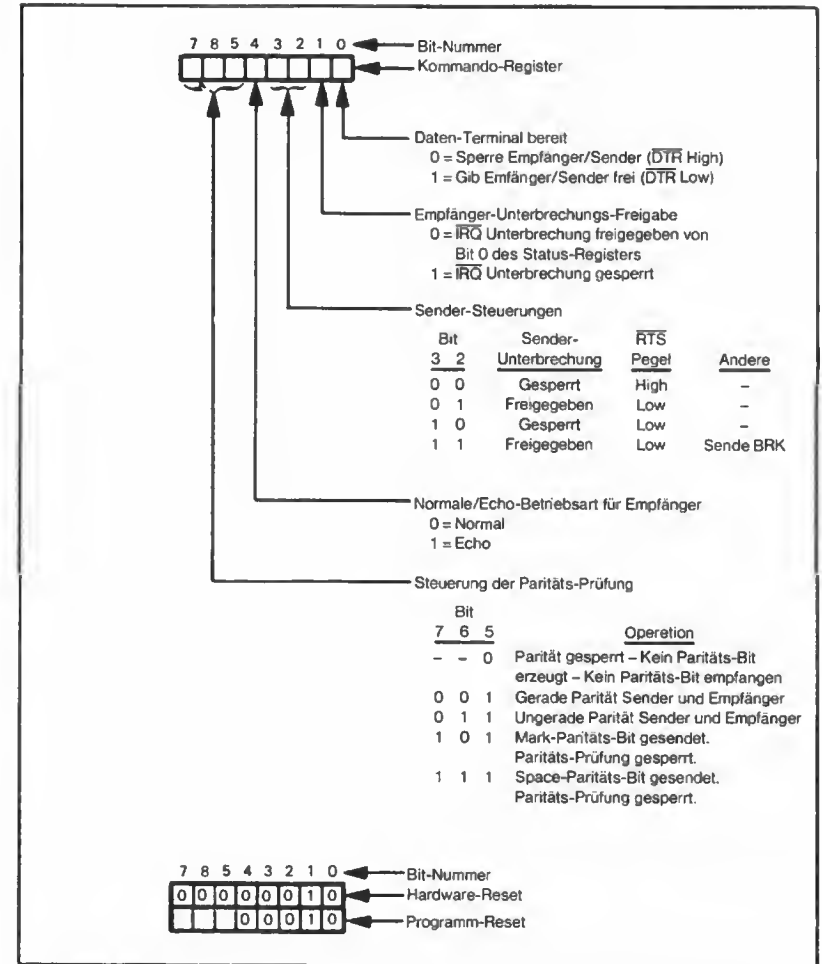 7 8 5 4 3 2 1 0 Bit-Nummer
Kommando-Register
Daten-Terminal bereit
0 = Sperre Empfänger/Sender (DTR High)
1 = Gib Emfänger/Sender frei (DTR Low)
Empfänger-Unterbrechungs-Freigabe
0 = IRQ Unterbrechung freigegeben von
Bit 0 des Status-Registers
1 = IRQ Unterbrechung gesperrt
Sender-Steuerungen
Bit Sender- RTS
3 2 Unterbrechung Pegel Andere
0 0 Gesperrt High –
0 1 Freigegeben Low –
1 0 Gesperrt Low –
1 1 Freigegeben Low Sende BRK
Normale/Echo-Betriebsart für Empfänger
0 = Normal
1 = Echo
Steuerung der Paritäts-Prüfung
Bit
7 6 5 Operetion
– – 0 Parität gesperrt – Kein Paritäts-Bit
erzeugt – Kein Paritäts-Bit empfangen
0 0 1 Gerade Parität Sender und Empfänger
0 1 1 Ungerade Parität Sender und Empfänger
1 0 1 Mark-Paritäts-Bit gesendet.
Paritäts-Prüfung gesperrt.
1 1 1 Space-Paritäts-Bit gesendet.
Paritäts-Prüfung gesperrt.
7 8 5 4 3 2 1 0 Bit-Nummer
0 0 0 0 0 0 1 0 Hardware-Reset
0 0 0 1 0 Programm-Reset